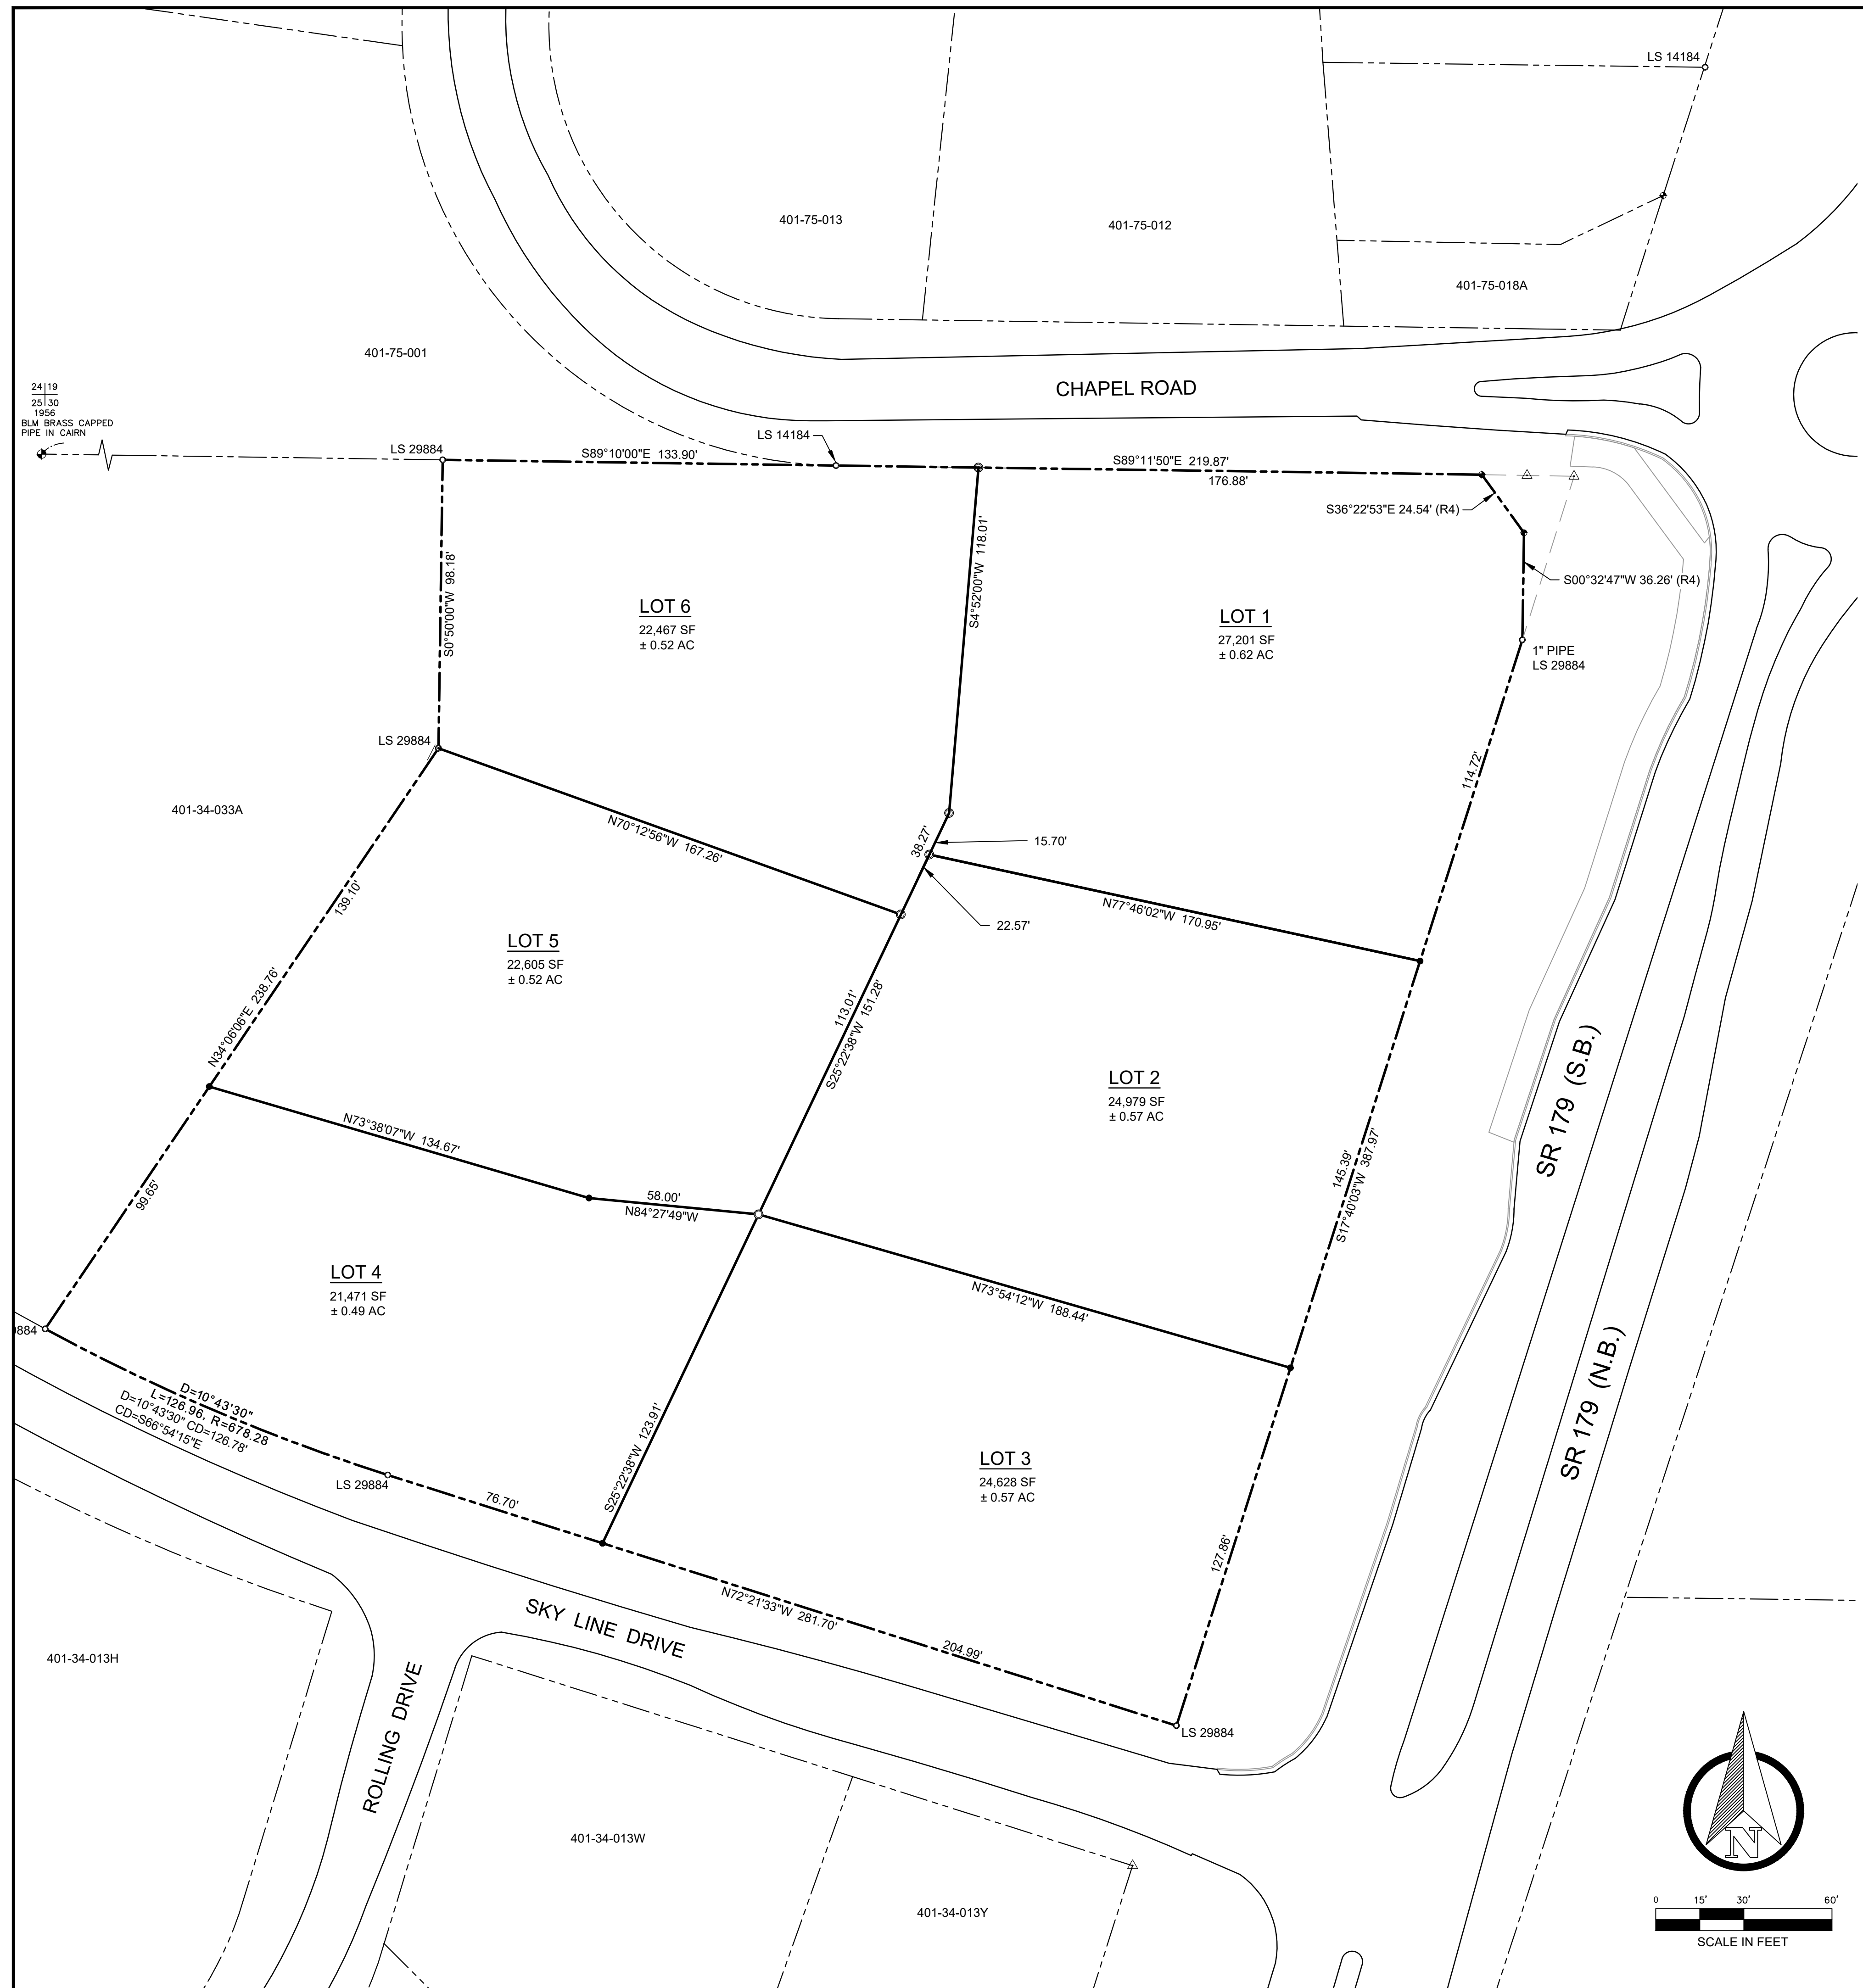 LS 14184
401-75-013
401-75-012
401-75-018A
401-75-001
CHAPEL ROAD
24 19
25 30
1956
BLM BRASS CAPPED
PIPE IN CAIRN
LS 29884
LS 14184
S89°10'00"E 133.90'
S89°11'50"E 219.87'
176.88'
S36°22'53"E 24.54' (R4)
S00°32'47"W 36.26' (R4)
S0°50'00"W 98.18'
S4°52'00"W 118.01'
LOT 6
22,467 SF
± 0.52 AC
LOT 1
27,201 SF
± 0.62 AC
1" PIPE
LS 29884
LS 29884
114.72'
401-34-033A
N70°12'56"W 167.26'
38.27'
15.70'
22.57'
N77°46'02"W 170.95'
139.10'
N34°06'06"E 238.76'
LOT 5
22,605 SF
± 0.52 AC
113.01'
S25°22'38"W 151.28'
LOT 2
24,979 SF
± 0.57 AC
SR 179 (S.B.)
145.39'
S17°40'03"W 387.97'
N73°38'07"W 134.67'
58.00'
N84°27'49"W
99.65'
LOT 4
21,471 SF
± 0.49 AC
N73°54'12"W 188.44'
9884
D=10°43'30"
L=126.96, R=678.28
D=10°43'30" CD=126.78'
CD=S66°54'15"E
SR 179 (N.B.)
S25°22'38"W 123.91'
LOT 3
24,628 SF
± 0.57 AC
LS 29884
76.70'
127.86'
N72°21'33"W 281.70'
204.99'
SKY LINE DRIVE
401-34-013H
ROLLING DRIVE
LS 29884
401-34-013W
401-34-013Y
N
0 15' 30' 60'
SCALE IN FEET